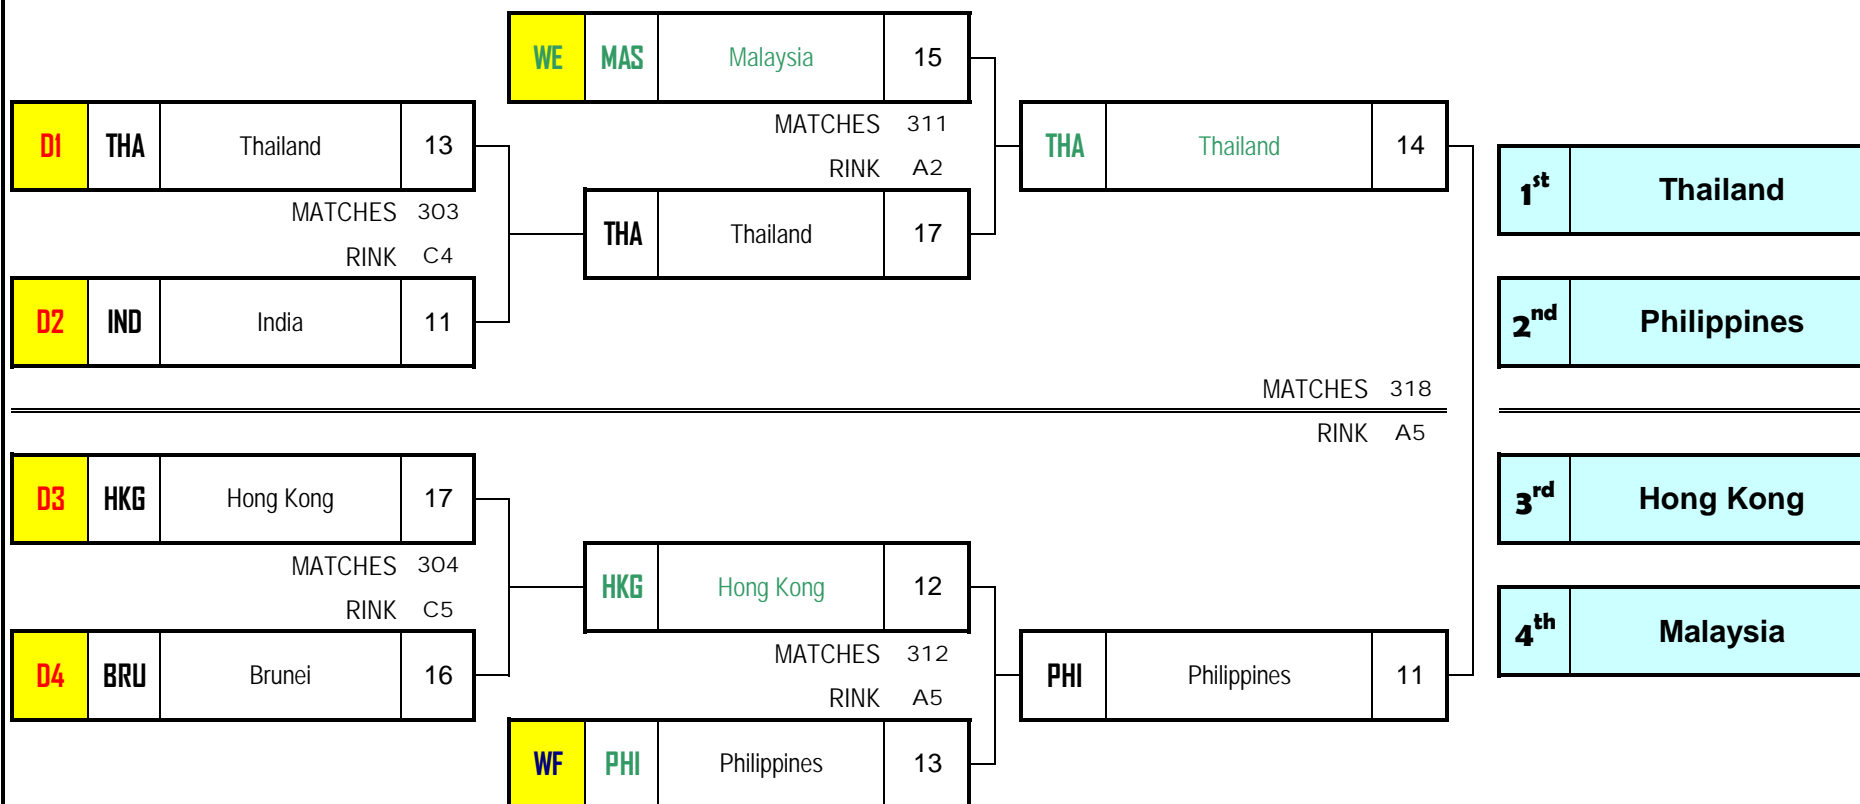 WE MAS Malaysia 15
D1 THA Thailand 13
MATCHES 311
RINK A2
THA Thailand 14
1st Thailand
MATCHES 303
RINK C4
THA Thailand 17
D2 IND India 11
2nd Philippines
MATCHES 318
RINK A5
D3 HKG Hong Kong 17
3rd Hong Kong
MATCHES 304
RINK C5
HKG Hong Kong 12
4th Malaysia
D4 BRU Brunei 16
MATCHES 312
RINK A5
PHI Philippines 11
WF PHI Philippines 13